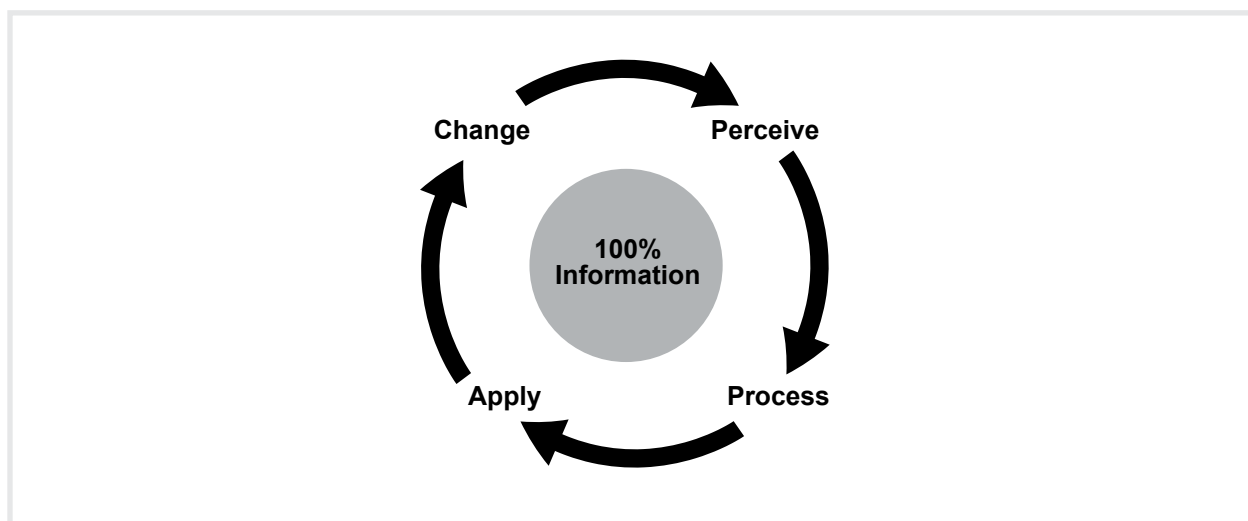 Change
Perceive
100%
Information
Apply
Process